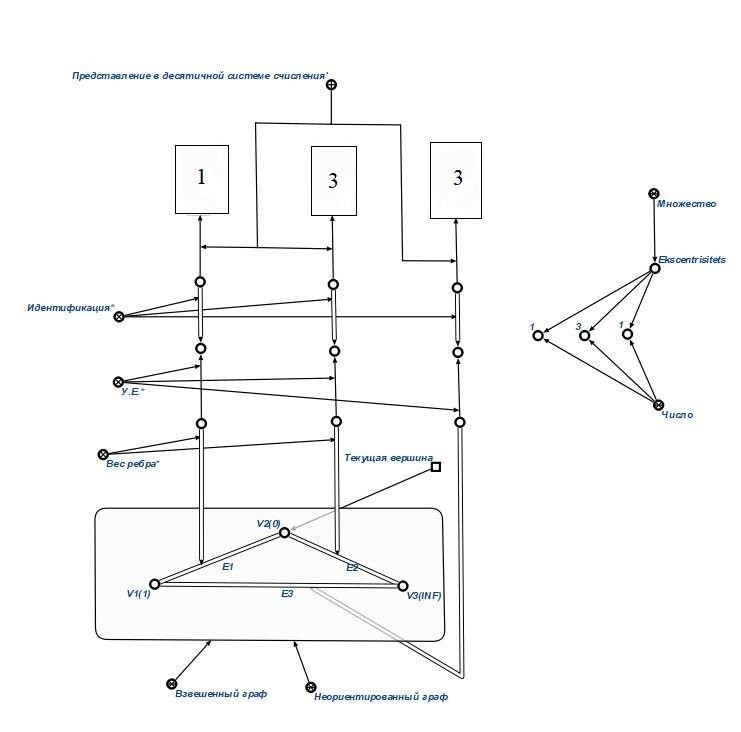 Представление в десятичной системе счисления'
1
3
3
Множество
Ekscentrisitets
Идентификация*
1
3
1
У.Е.*
Число
Вес ребра*
Текущая вершина
V2(0)
E1
E2
V1(1)
E3
V3(INF)
Взвешенный граф
Неориентированный граф